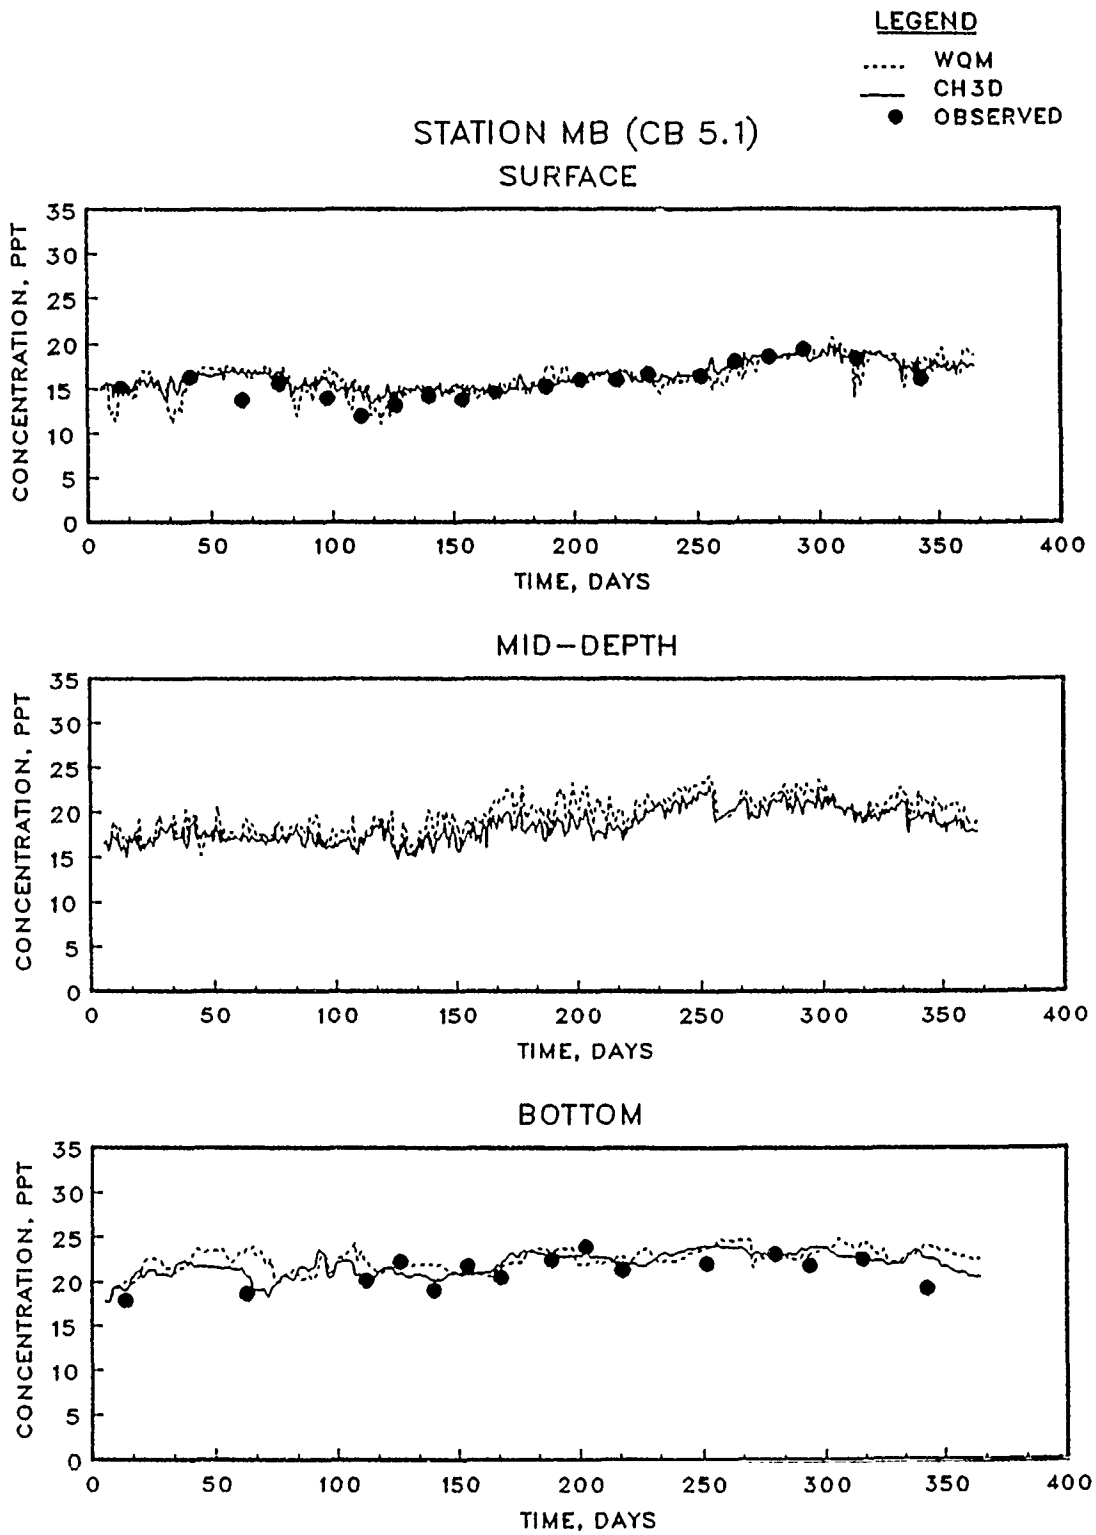 LEGEND
WQM
CH3D
OBSERVED
STATION MB (CB 5.1)
SURFACE
CONCENTRATION, PPT
35
30
25
20
15
10
5
0
0 50 100 150 200 250 300 350 400
TIME, DAYS
MID-DEPTH
CONCENTRATION, PPT
35
30
25
20
15
10
5
0
0 50 100 150 200 250 300 350 400
TIME, DAYS
BOTTOM
CONCENTRATION, PPT
35
30
25
20
15
10
5
0
0 50 100 150 200 250 300 350 400
TIME, DAYS